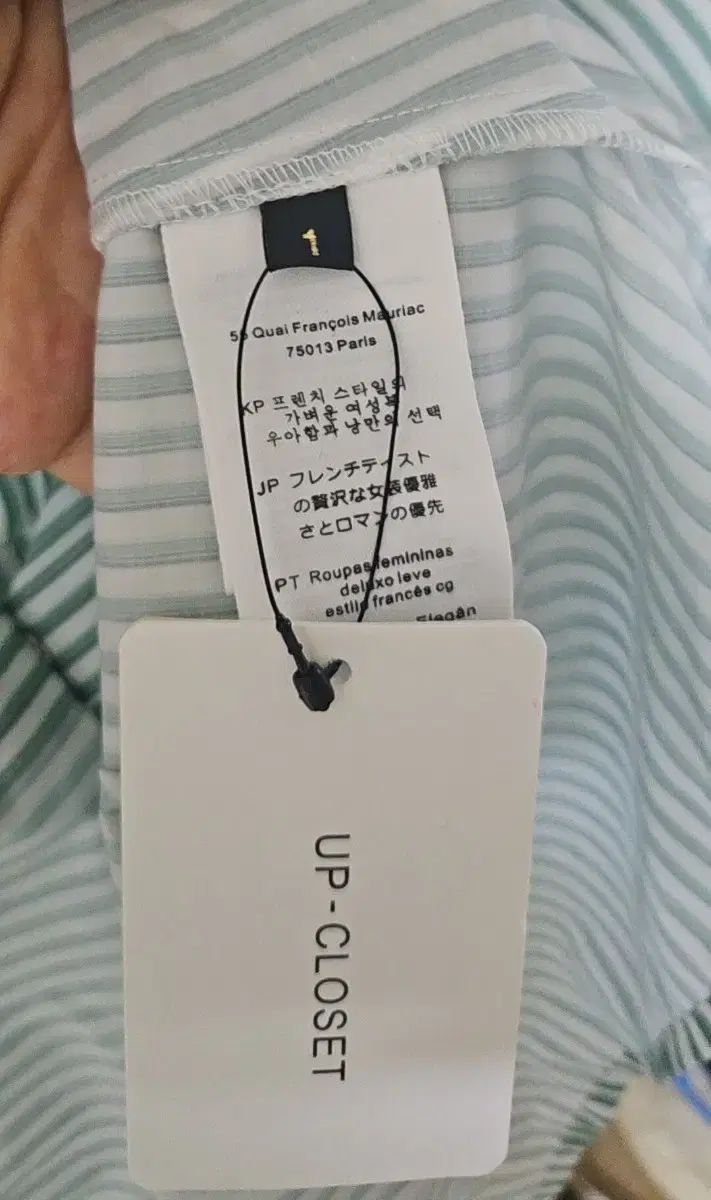 1
55 Quai François Mauriac
75013 Paris
KP 프렌치 스타일의
가벼운 여성복
우아함과 낭만의 선택
JP フレンチテイスト
の贅沢な女装優雅
さとロマンの優先
PT Roupas femininas
deluxo leve
estilo francês cg
Elegân
UP-CLOSET